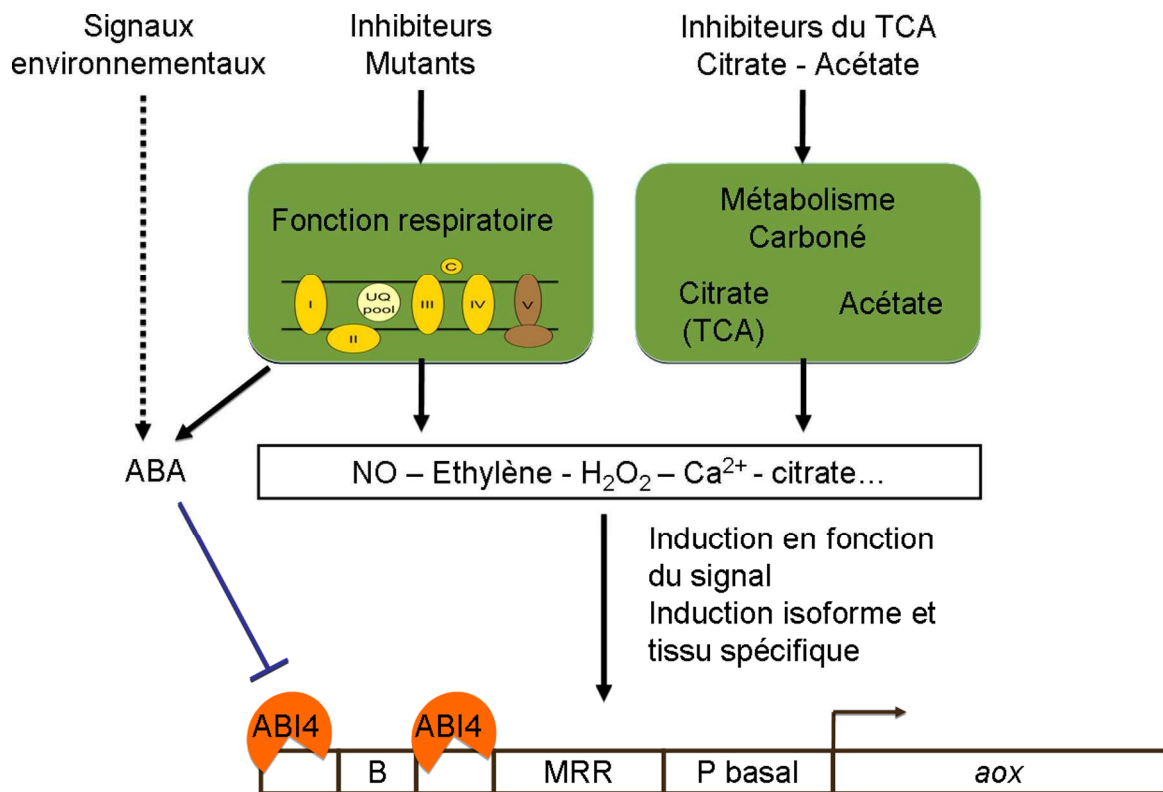 Signaux
environnementaux
Inhibiteurs
Mutants
Inhibiteurs du TCA
Citrate - Acétate
Fonction respiratoire
C
I
UQ
pool
III
IV
V
II
Métabolisme
Carboné
Citrate
(TCA)
Acétate
ABA
NO – Ethylène - H₂O₂ – Ca²⁺ - citrate…
Induction en fonction
du signal
Induction isoforme et
tissu spécifique
ABI4
ABI4
B
MRR
P basal
aox